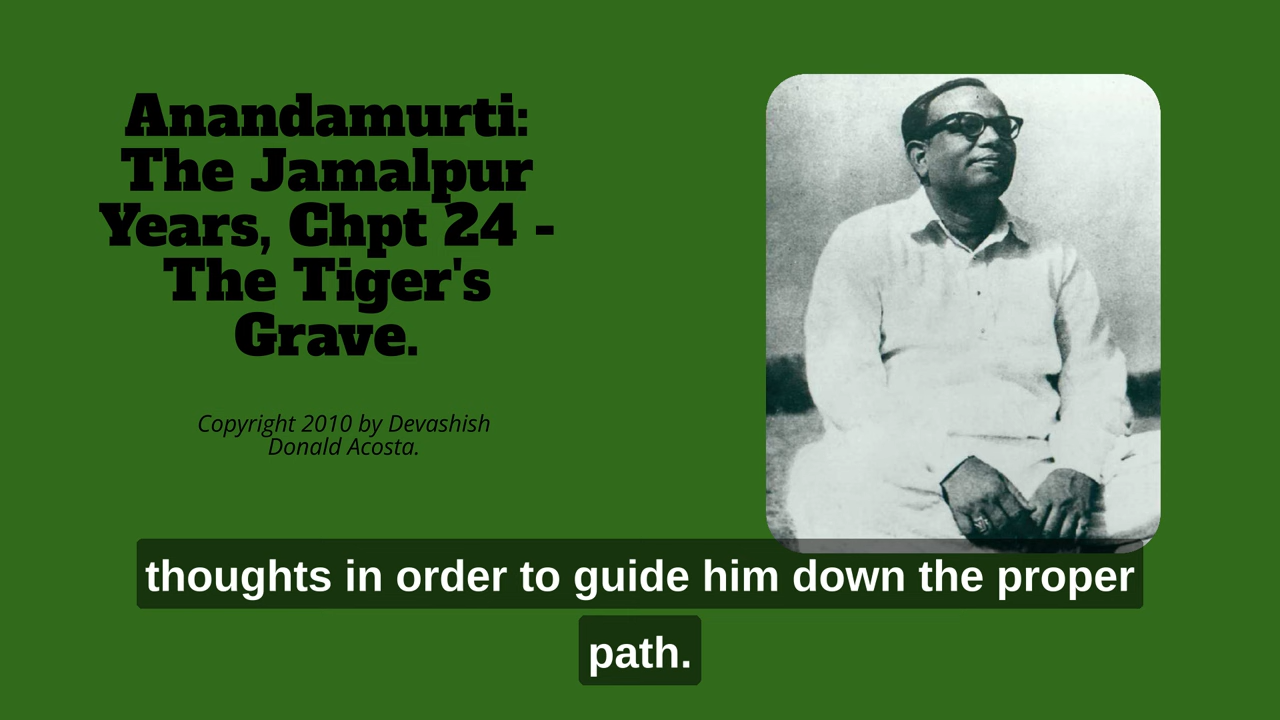 Anandamurti:
The Jamalpur
Years, Chpt 24 -
The Tiger's
Grave.
Copyright 2010 by Devashish
Donald Acosta.
thoughts in order to guide him down the proper
path.